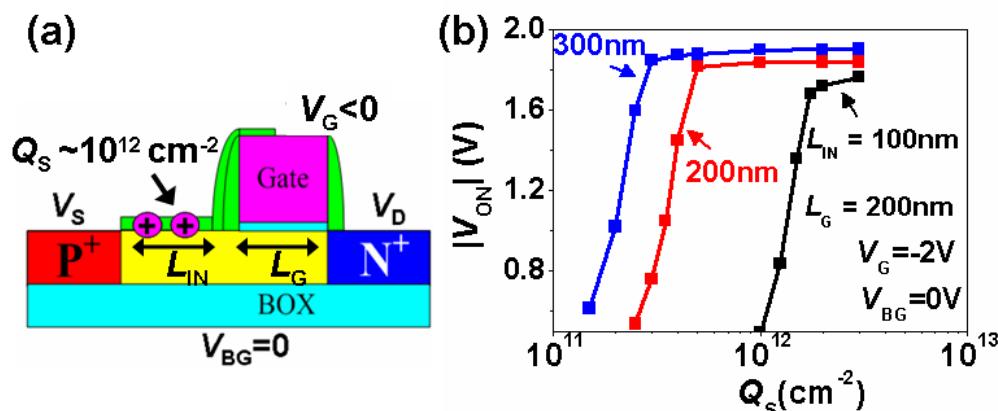 (a)
V_G<0
Q_S ~10^12 cm^-2
Gate
V_S
V_D
+ +
P^+
L_IN
L_G
N^+
BOX
V_BG=0
(b)
|V_ON| (V)
2.0
1.6
1.2
0.8
300nm
200nm
L_IN = 100nm
L_G = 200nm
V_G=-2V
V_BG=0V
10^11
10^12
10^13
Q_S(cm^-2)